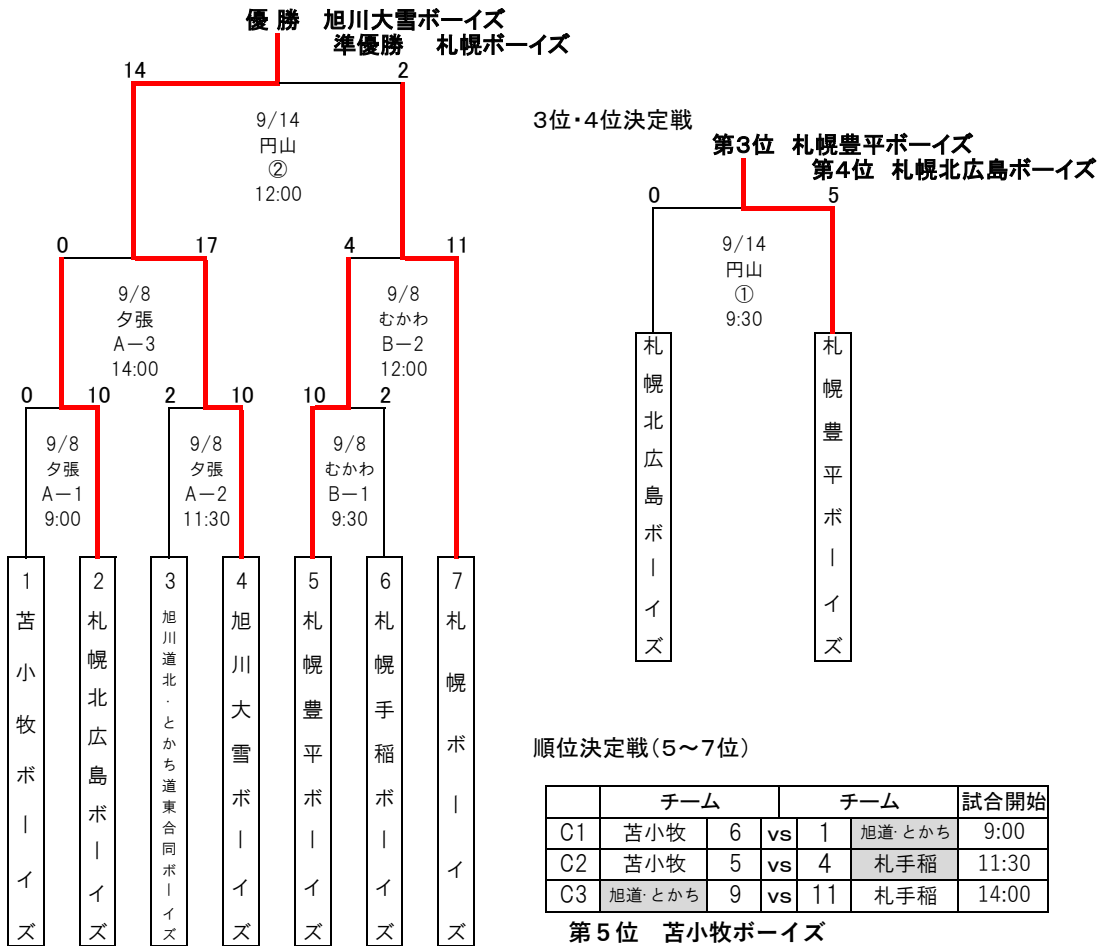 優 勝　旭川大雪ボーイズ
準優勝　札幌ボーイズ
14
2
9/14
円山
②
12:00
0
17
4
11
9/8
夕張
A－3
14:00
9/8
むかわ
B－2
12:00
0
10
2
10
10
2
9/8
夕張
A－1
9:00
9/8
夕張
A－2
11:30
9/8
むかわ
B－1
9:30
1 苫小牧ボーイズ
2 札幌北広島ボーイズ
3 旭川道北・とかち道東合同ボーイズ
4 旭川大雪ボーイズ
5 札幌豊平ボーイズ
6 札幌手稲ボーイズ
7 札幌ボーイズ
3位・4位決定戦
第3位　札幌豊平ボーイズ
第4位　札幌北広島ボーイズ
0
5
9/14
円山
①
9:30
札幌北広島ボーイズ
札幌豊平ボーイズ
順位決定戦（5～7位）
チーム チーム 試合開始
C1 苫小牧 6 vs 1 旭道・とかち 9:00
C2 苫小牧 5 vs 4 札手稲 11:30
C3 旭道・とかち 9 vs 11 札手稲 14:00
第５位　苫小牧ボーイズ